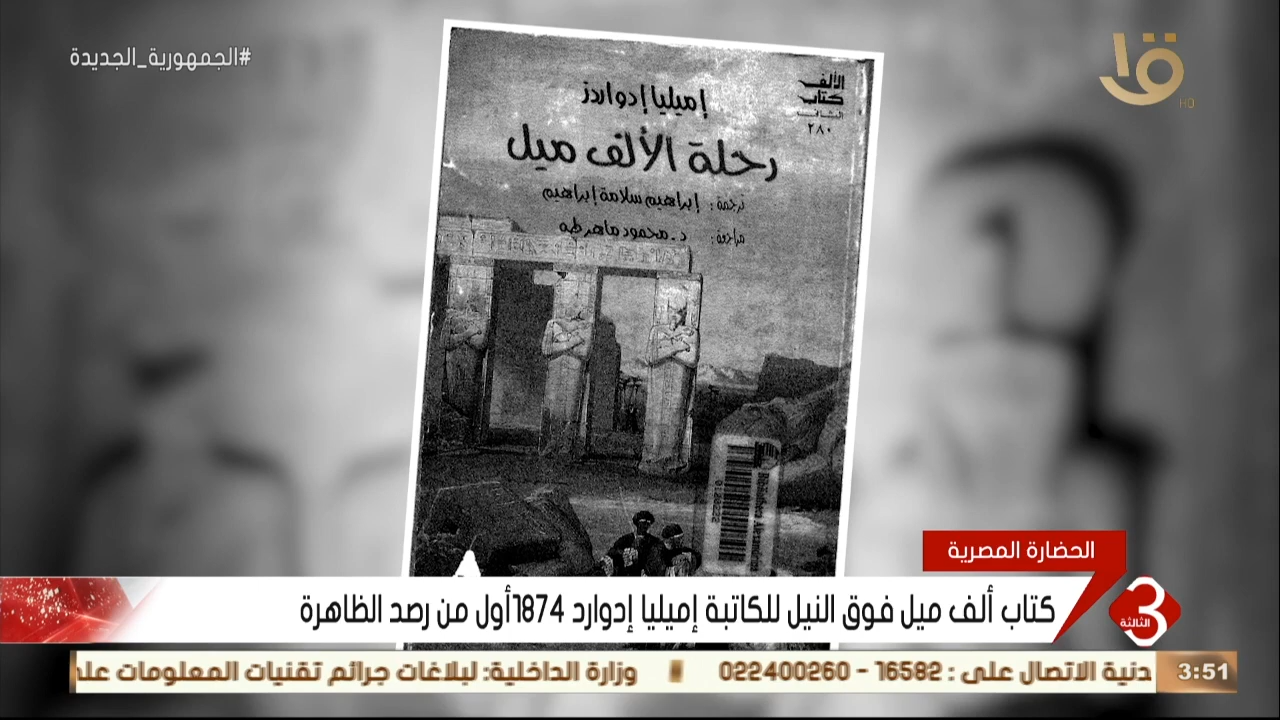 #الجمهورية_الجديدة
HD
الألف
كتاب
الثاني
٢٨٠
إميليا إدواردز
رحلة الألف ميل
ترجمة: إبراهيم سلامة إبراهيم
مراجعة: د. محمود ماهر طه
الحضارة المصرية
كتاب ألف ميل فوق النيل للكاتبة إميليا إدوارد 1874أول من رصد الظاهرة
3
الثالثة
دنية الاتصال على : 16582 - 022400260 وزارة الداخلية: لبلاغات جرائم تقنيات المعلومات على
3:51